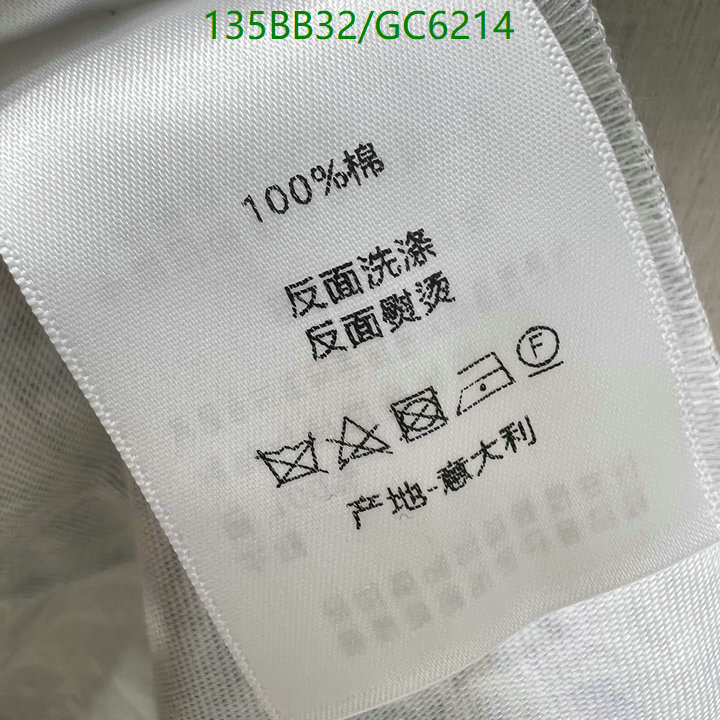 135BB32/GC6214
100%棉
反面洗涤
反面熨烫
F
产地-意大利